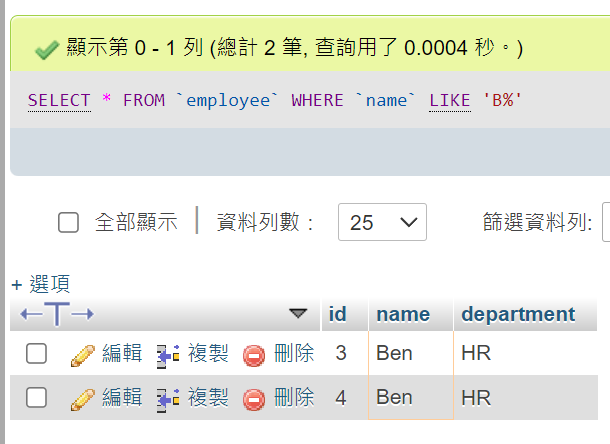 顯示第 0 - 1 列 (總計 2 筆, 查詢用了 0.0004 秒。)
SELECT * FROM `employee` WHERE `name` LIKE 'B%'
全部顯示 | 資料列數： 25 篩選資料列:
+ 選項
←T→ id name department
編輯 複製 刪除 3 Ben HR
編輯 複製 刪除 4 Ben HR